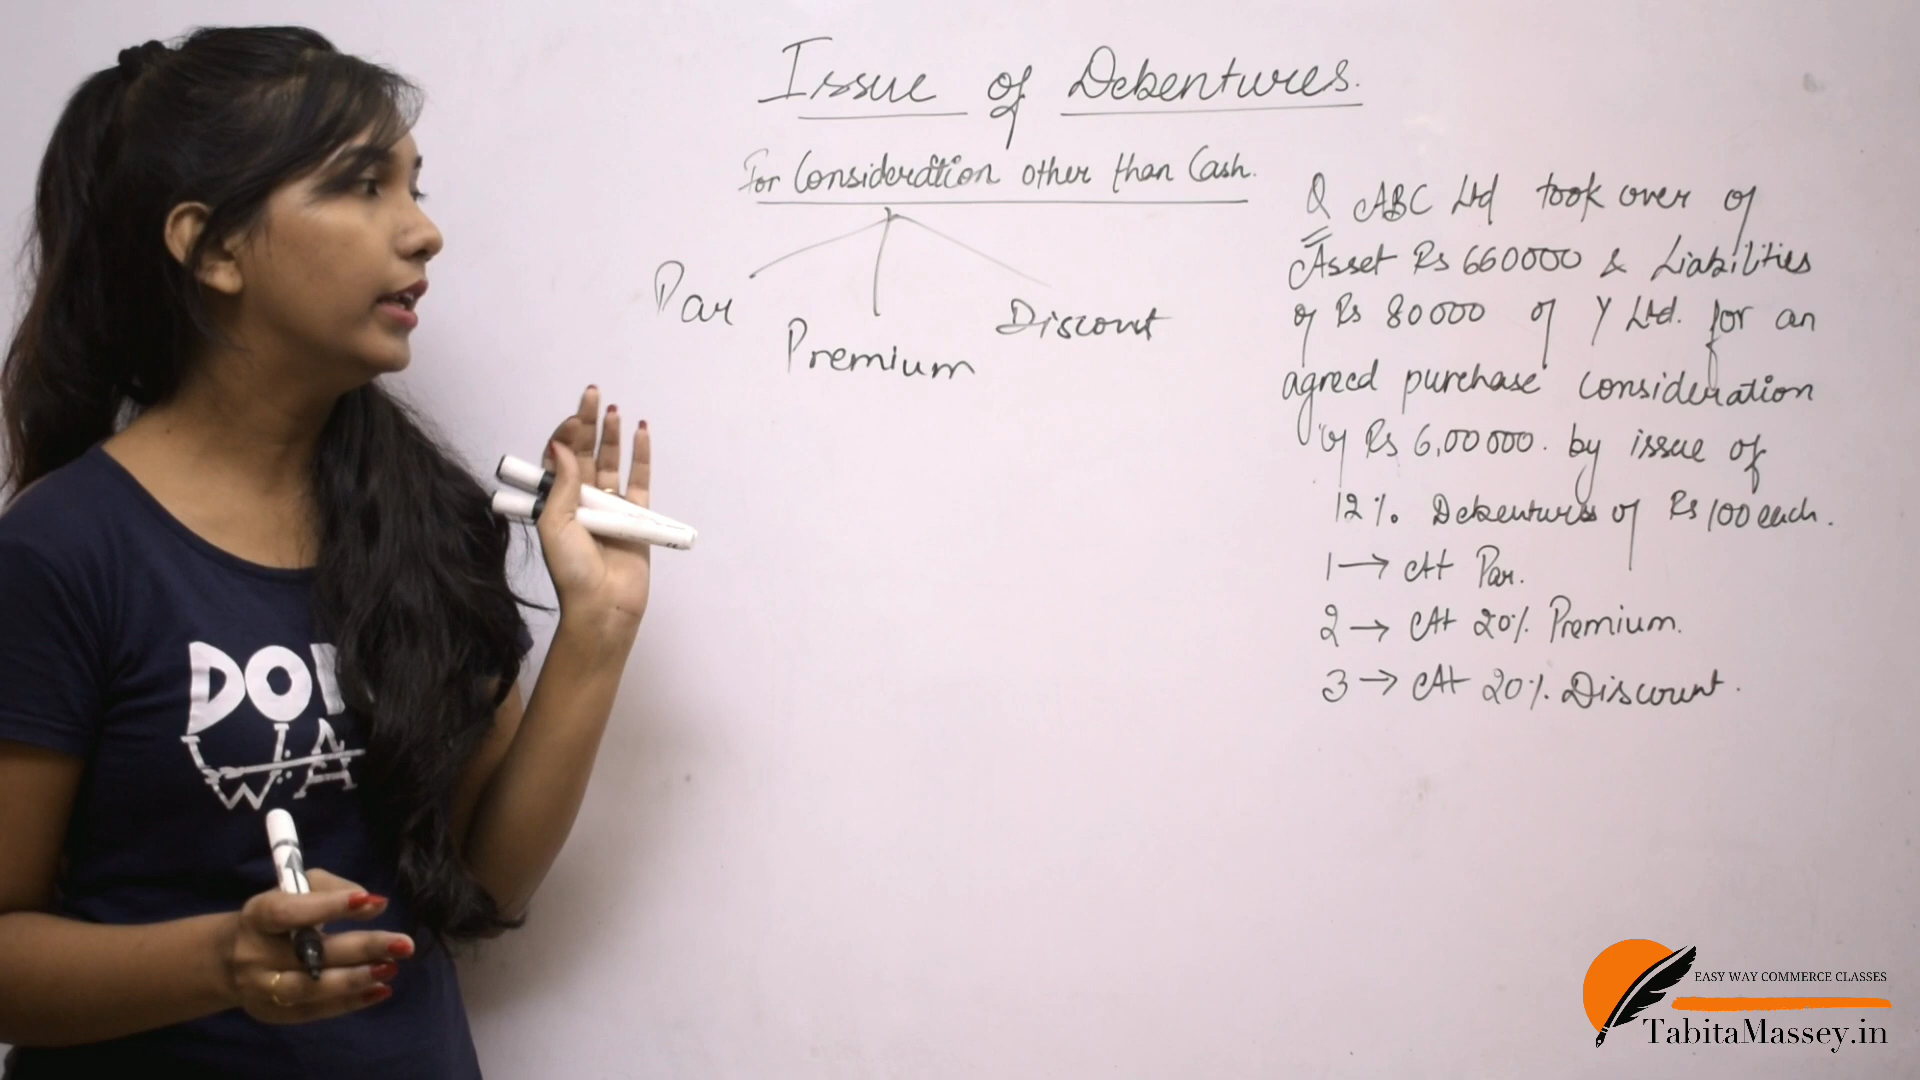 Issue of Debentures.
For Consideration other than Cash.
Par
Premium
Discount
Q ABC Ltd took over of
Asset Rs 660000 & Liabilities
of Rs 80000 of Y Ltd. for an
agreed purchase consideration
of Rs 6,00000. by issue of
12%. Debentures of Rs 100 each.
1 → At Par.
2 → At 20%. Premium.
3 → At 20%. Discount.
DO
WA
EASY WAY COMMERCE CLASSES
TabitaMassey.in